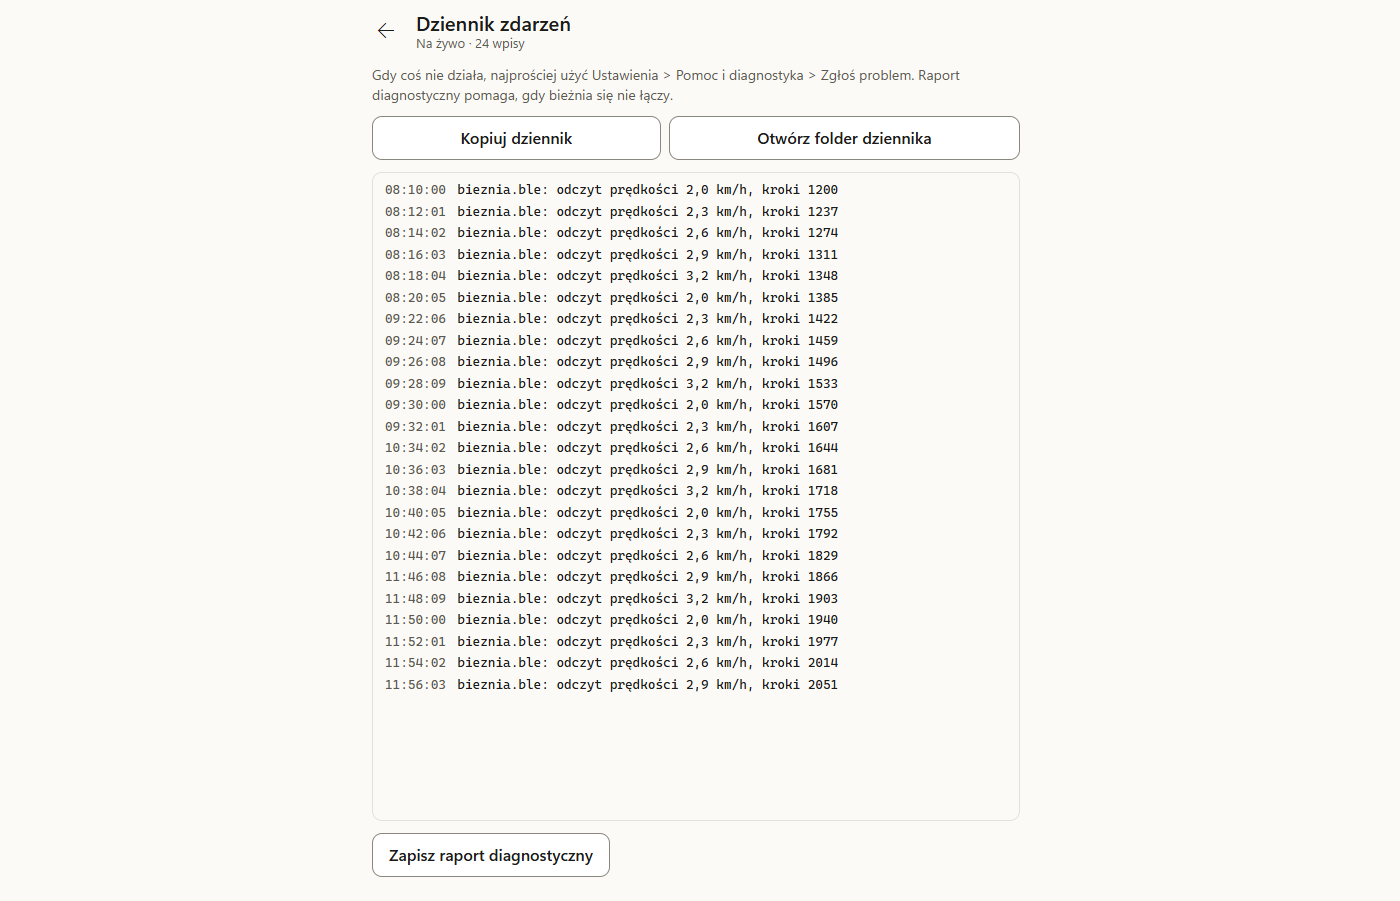 Dziennik zdarzeń
Na żywo · 24 wpisy
Gdy coś nie działa, najprościej użyć Ustawienia > Pomoc i diagnostyka > Zgłoś problem. Raport
diagnostyczny pomaga, gdy bieżnia się nie łączy.
Kopiuj dziennik
Otwórz folder dziennika
08:10:00 bieznia.ble: odczyt prędkości 2,0 km/h, kroki 1200
08:12:01 bieznia.ble: odczyt prędkości 2,3 km/h, kroki 1237
08:14:02 bieznia.ble: odczyt prędkości 2,6 km/h, kroki 1274
08:16:03 bieznia.ble: odczyt prędkości 2,9 km/h, kroki 1311
08:18:04 bieznia.ble: odczyt prędkości 3,2 km/h, kroki 1348
08:20:05 bieznia.ble: odczyt prędkości 2,0 km/h, kroki 1385
09:22:06 bieznia.ble: odczyt prędkości 2,3 km/h, kroki 1422
09:24:07 bieznia.ble: odczyt prędkości 2,6 km/h, kroki 1459
09:26:08 bieznia.ble: odczyt prędkości 2,9 km/h, kroki 1496
09:28:09 bieznia.ble: odczyt prędkości 3,2 km/h, kroki 1533
09:30:00 bieznia.ble: odczyt prędkości 2,0 km/h, kroki 1570
09:32:01 bieznia.ble: odczyt prędkości 2,3 km/h, kroki 1607
10:34:02 bieznia.ble: odczyt prędkości 2,6 km/h, kroki 1644
10:36:03 bieznia.ble: odczyt prędkości 2,9 km/h, kroki 1681
10:38:04 bieznia.ble: odczyt prędkości 3,2 km/h, kroki 1718
10:40:05 bieznia.ble: odczyt prędkości 2,0 km/h, kroki 1755
10:42:06 bieznia.ble: odczyt prędkości 2,3 km/h, kroki 1792
10:44:07 bieznia.ble: odczyt prędkości 2,6 km/h, kroki 1829
11:46:08 bieznia.ble: odczyt prędkości 2,9 km/h, kroki 1866
11:48:09 bieznia.ble: odczyt prędkości 3,2 km/h, kroki 1903
11:50:00 bieznia.ble: odczyt prędkości 2,0 km/h, kroki 1940
11:52:01 bieznia.ble: odczyt prędkości 2,3 km/h, kroki 1977
11:54:02 bieznia.ble: odczyt prędkości 2,6 km/h, kroki 2014
11:56:03 bieznia.ble: odczyt prędkości 2,9 km/h, kroki 2051
Zapisz raport diagnostyczny